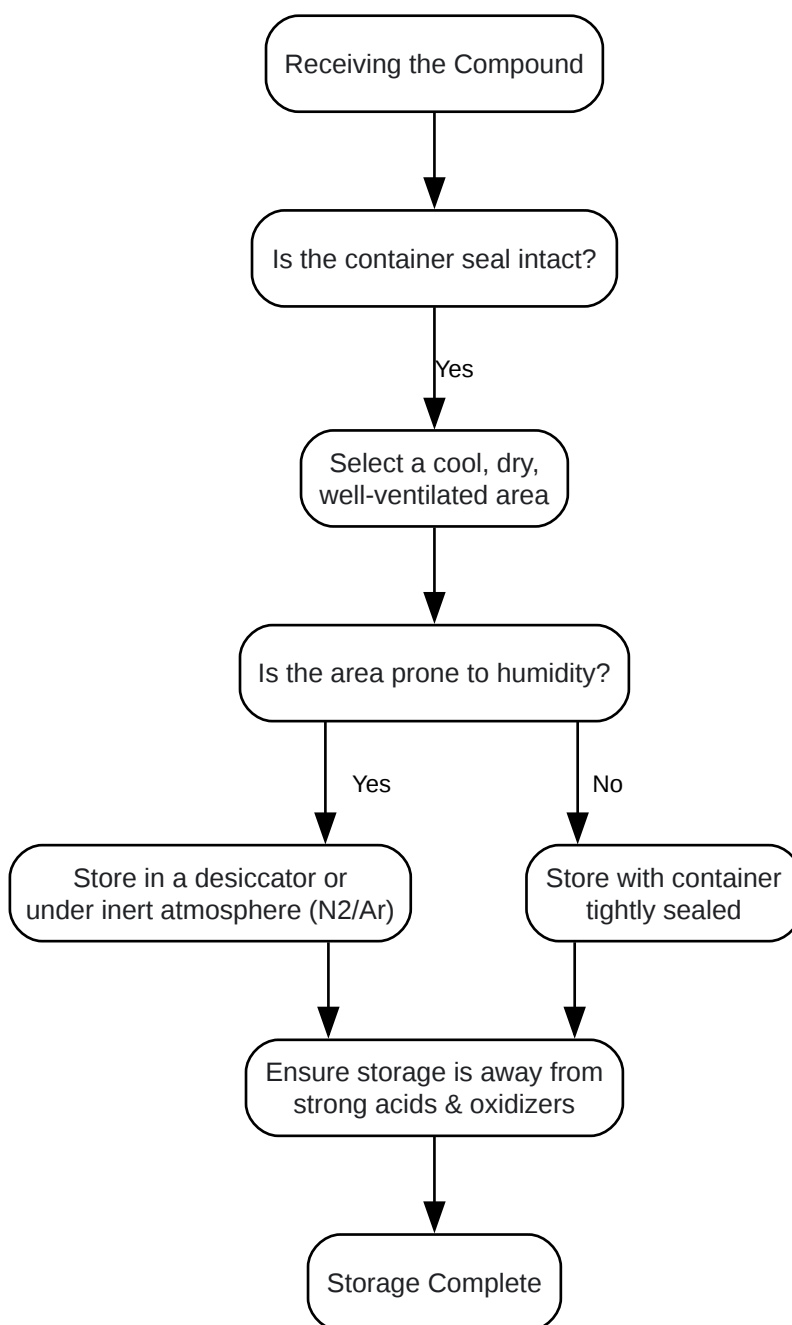 Receiving the Compound
Is the container seal intact?
Yes
Select a cool, dry,
well-ventilated area
Is the area prone to humidity?
Yes
No
Store in a desiccator or
under inert atmosphere (N2/Ar)
Store with container
tightly sealed
Ensure storage is away from
strong acids & oxidizers
Storage Complete